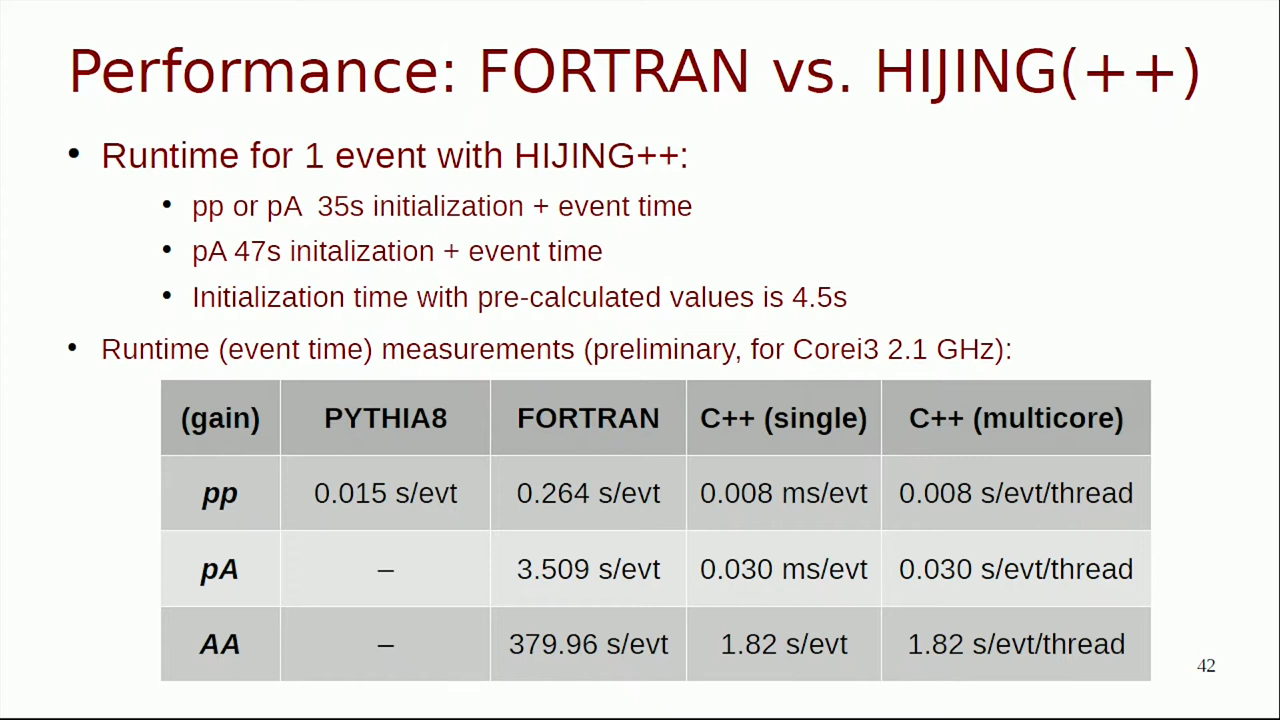 Performance: FORTRAN vs. HIJING(++)
• Runtime for 1 event with HIJING++:
• pp or pA  35s initialization + event time
• pA 47s initalization + event time
• Initialization time with pre-calculated values is 4.5s
• Runtime (event time) measurements (preliminary, for Corei3 2.1 GHz):
(gain) PYTHIA8 FORTRAN C++ (single) C++ (multicore)
pp 0.015 s/evt 0.264 s/evt 0.008 ms/evt 0.008 s/evt/thread
pA – 3.509 s/evt 0.030 ms/evt 0.030 s/evt/thread
AA – 379.96 s/evt 1.82 s/evt 1.82 s/evt/thread
42